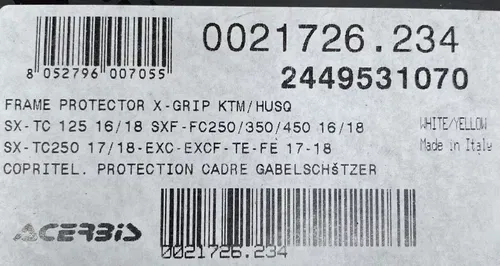 0021726.234
8 052796 007055
2449531070
FRAME PROTECTOR X-GRIP KTM/HUSQ
SX-TC 125 16/18 SXF-FC250/350/450 16/18
WHITE/YELLOW
SX-TC250 17/18-EXC-EXCF-TE-FE 17-18
Made in Italy
COPRITEL. PROTECTION CADRE GABELSCHšTZER
ACERBIS
0021726.234